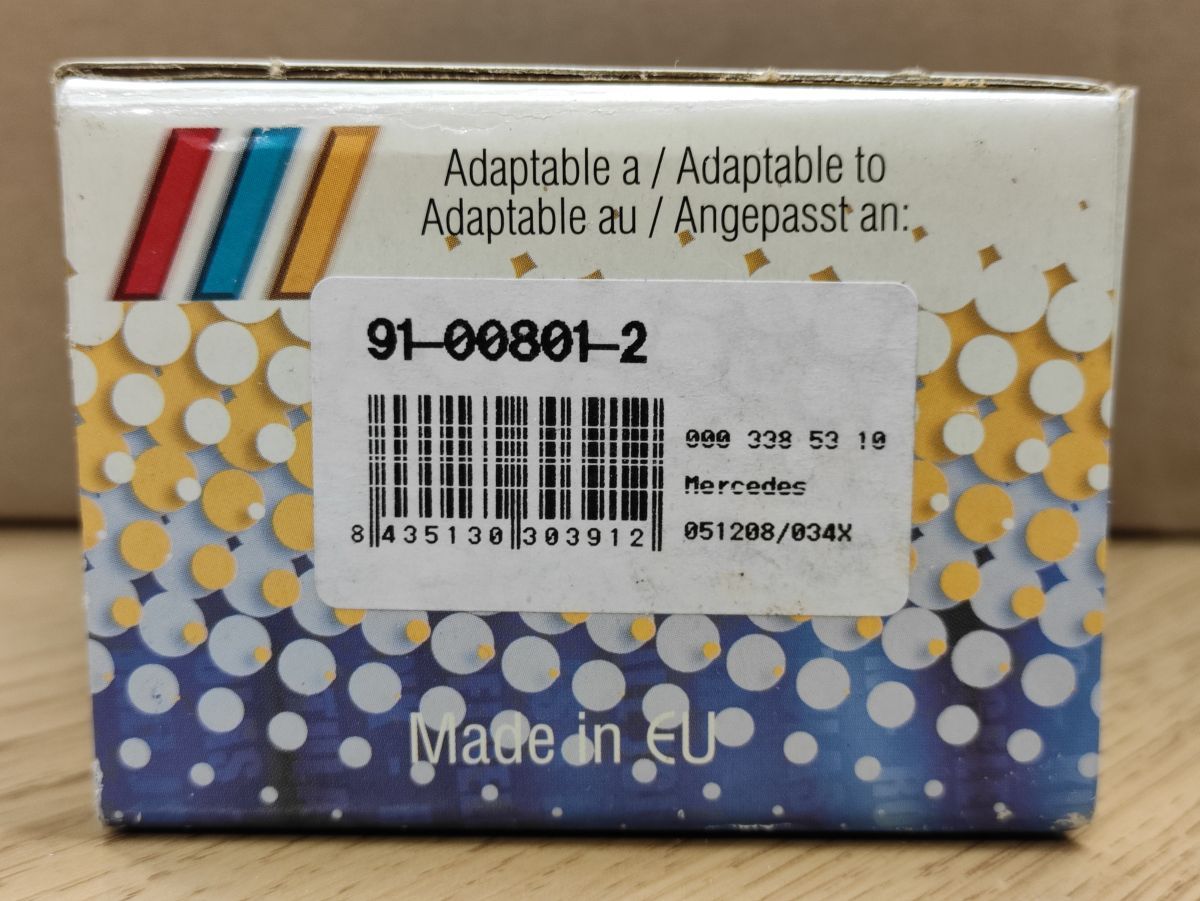 Adaptable a / Adaptable to
Adaptable au / Angepasst an:
91-00801-2
000 338 53 10
Mercedes
8 435130 303912
051208/034X
Made in EU